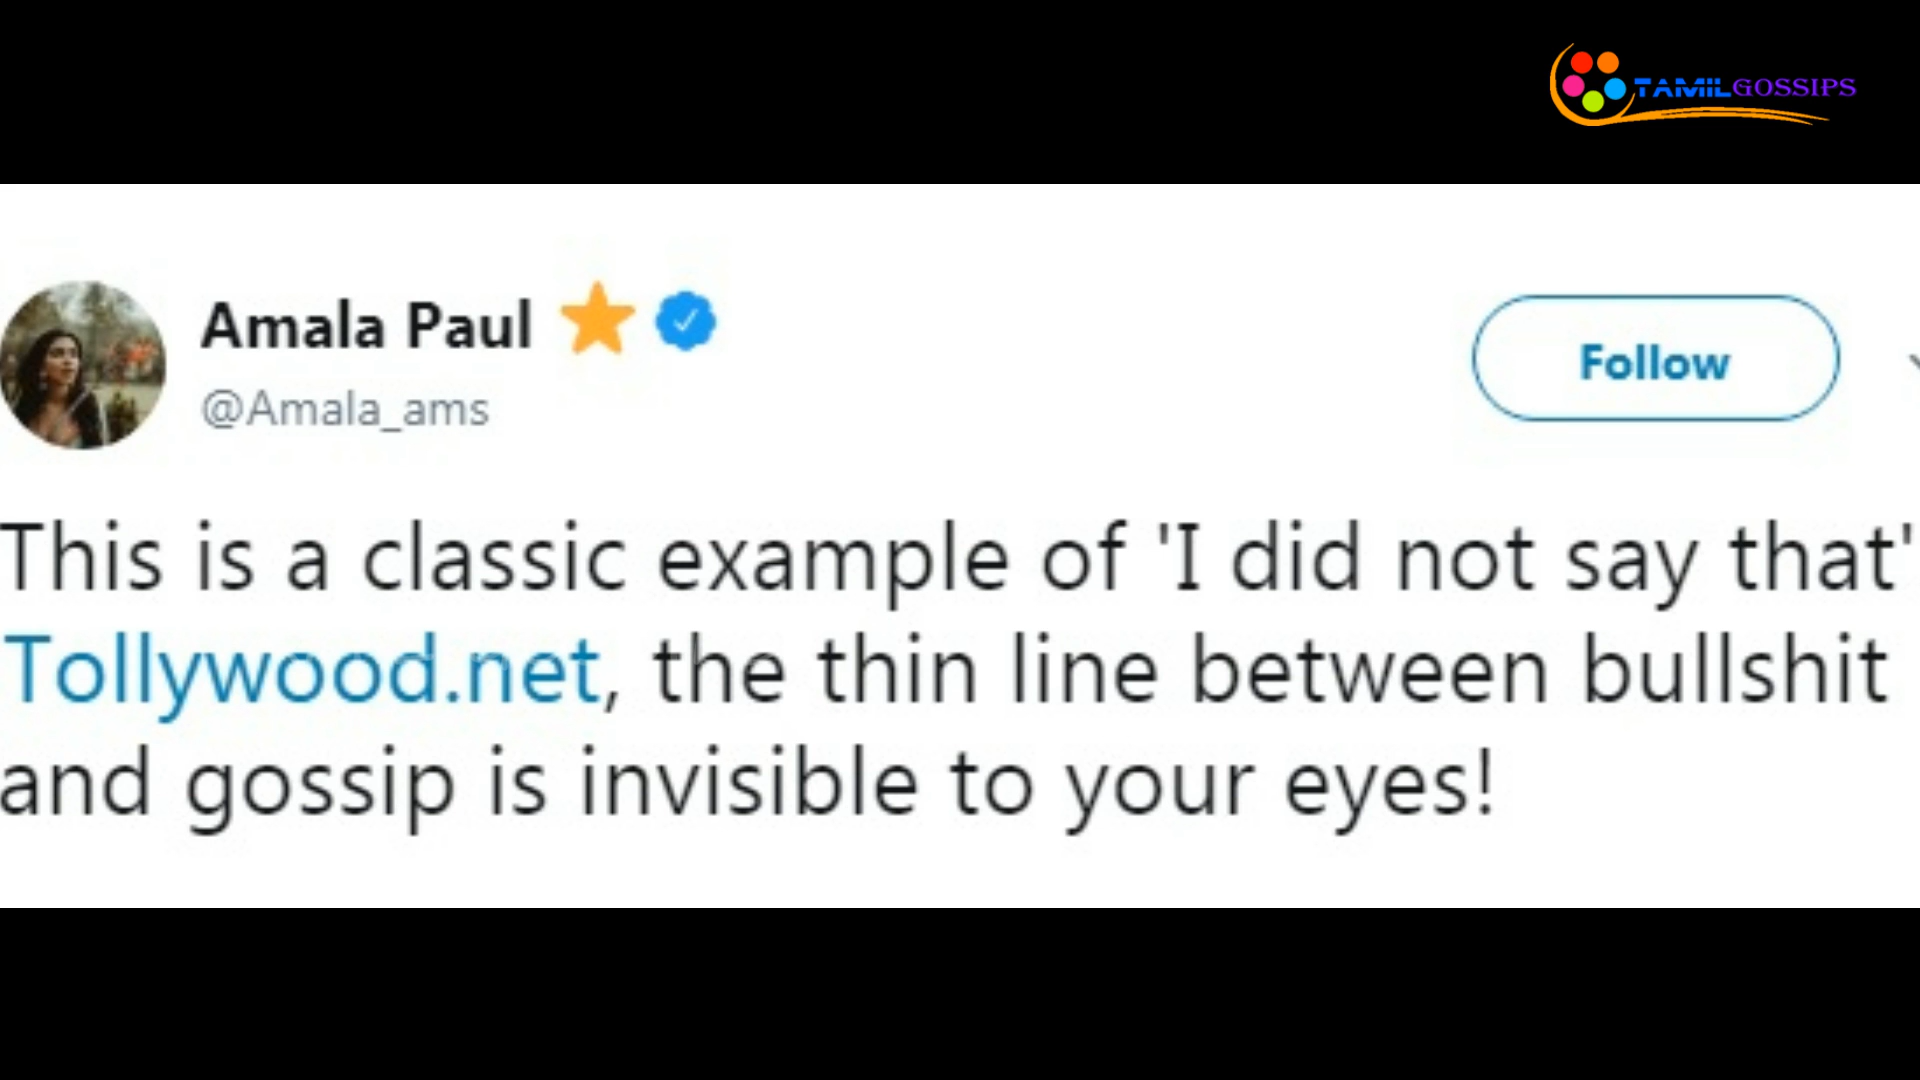 TAMILGOSSIPS
Amala Paul
@Amala_ams
Follow
This is a classic example of 'I did not say that'
Tollywood.net, the thin line between bullshit
and gossip is invisible to your eyes!